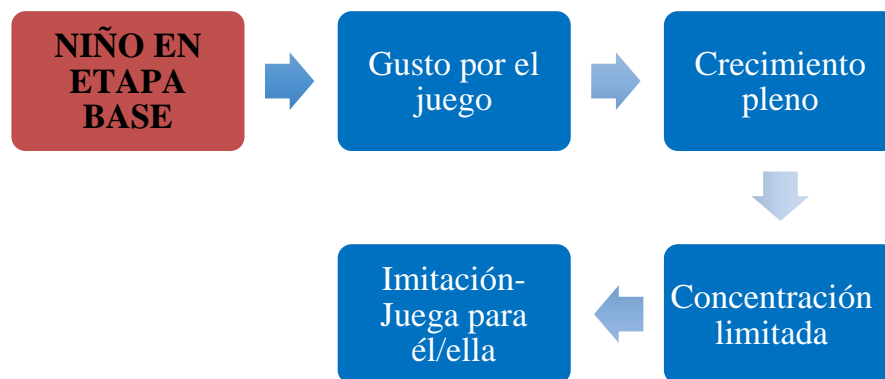 NIÑO EN
ETAPA
BASE
Gusto por el
juego
Crecimiento
pleno
Concentración
limitada
Imitación-
Juega para
él/ella